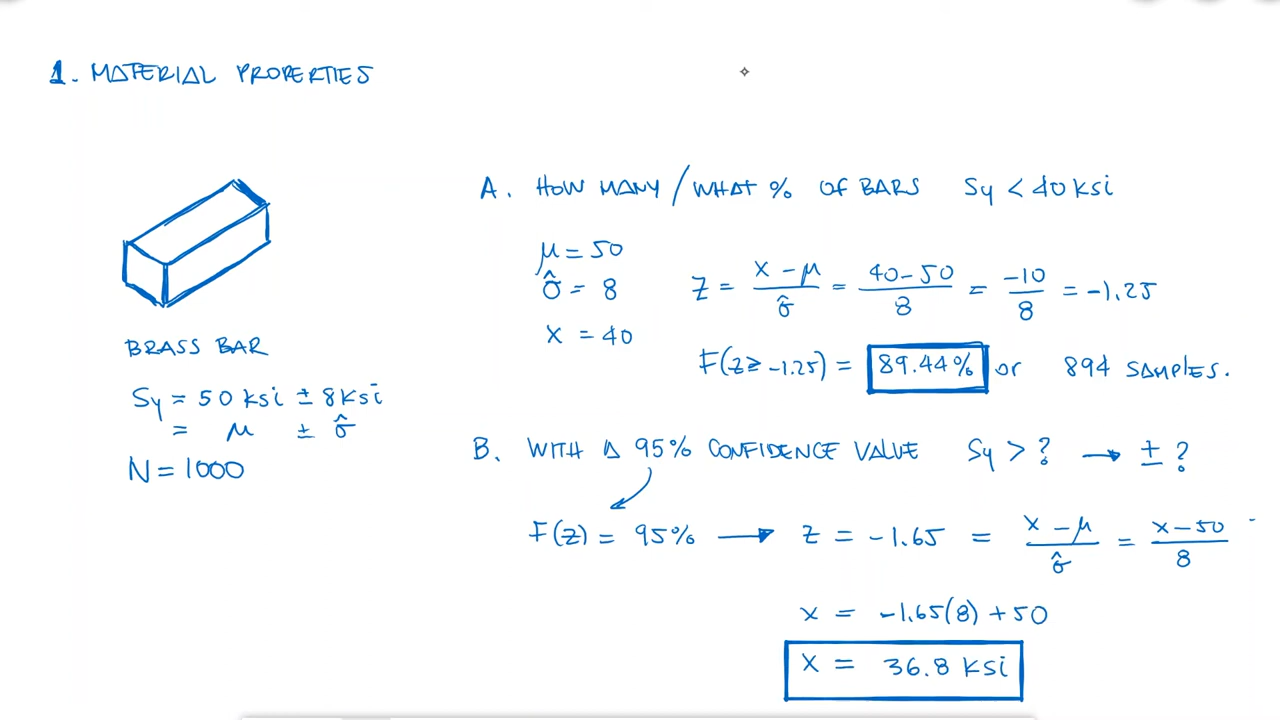 1. MATERIAL PROPERTIES
A. HOW MANY / WHAT % OF BARS Sy < 40 ksi
μ = 50
σ̂ = 8
x = 40
Z = x - μ / σ̂ = 40 - 50 / 8 = -10 / 8 = -1.25
F(Z ≥ -1.25) = 89.44% or 894 SAMPLES.
BRASS BAR
Sy = 50 ksi ± 8 ksi
= μ ± σ̂
N = 1000
B. WITH A 95% CONFIDENCE VALUE Sy > ? → ± ?
F(Z) = 95% → Z = -1.65 = x - μ / σ̂ = x - 50 / 8
x = -1.65(8) + 50
x = 36.8 ksi